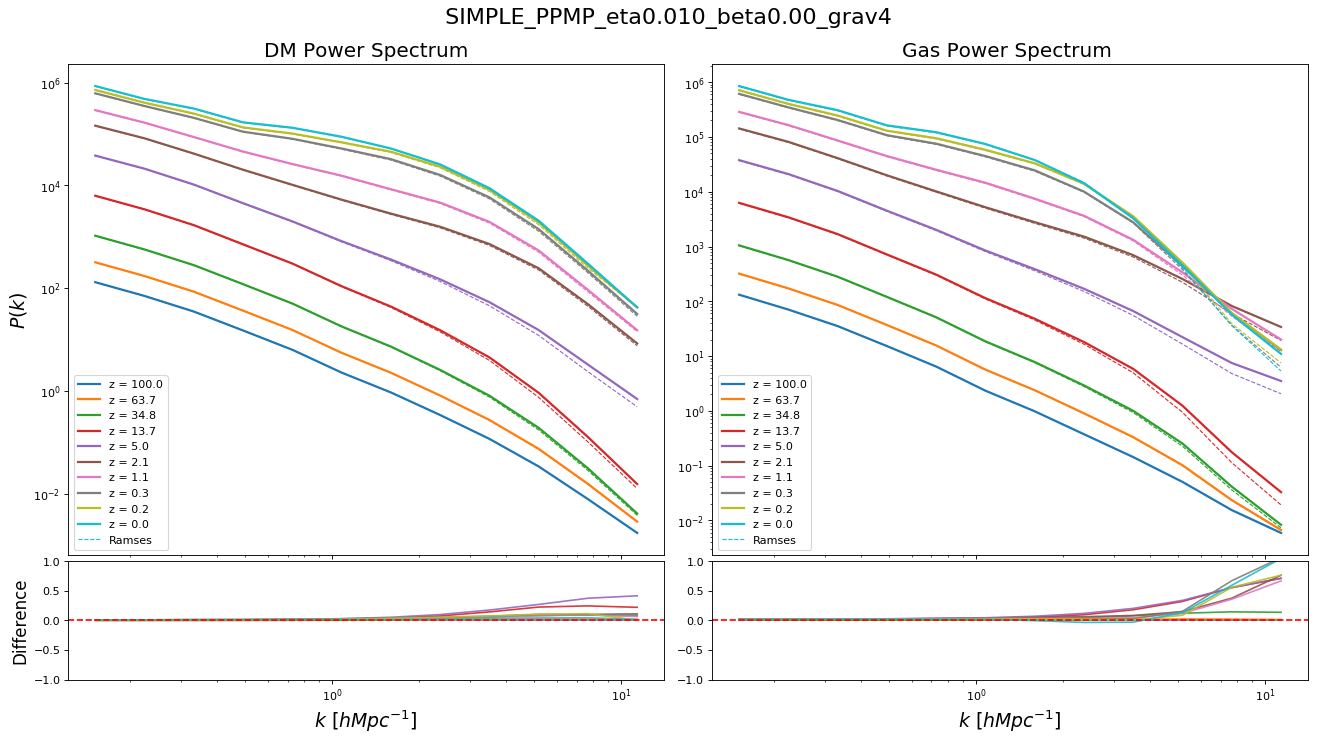 SIMPLE_PPMP_eta0.010_beta0.00_grav4
DM Power Spectrum
P(k)
10^6
10^4
10^2
10^0
10^{-2}
z = 100.0
z = 63.7
z = 34.8
z = 13.7
z = 5.0
z = 2.1
z = 1.1
z = 0.3
z = 0.2
z = 0.0
Ramses
Difference
1.0
0.5
0.0
−0.5
−1.0
10^0
10^1
k [hMpc^{-1}]
Gas Power Spectrum
10^6
10^5
10^4
10^3
10^2
10^1
10^0
10^{-1}
10^{-2}
z = 100.0
z = 63.7
z = 34.8
z = 13.7
z = 5.0
z = 2.1
z = 1.1
z = 0.3
z = 0.2
z = 0.0
Ramses
1.0
0.5
0.0
−0.5
−1.0
10^0
10^1
k [hMpc^{-1}]